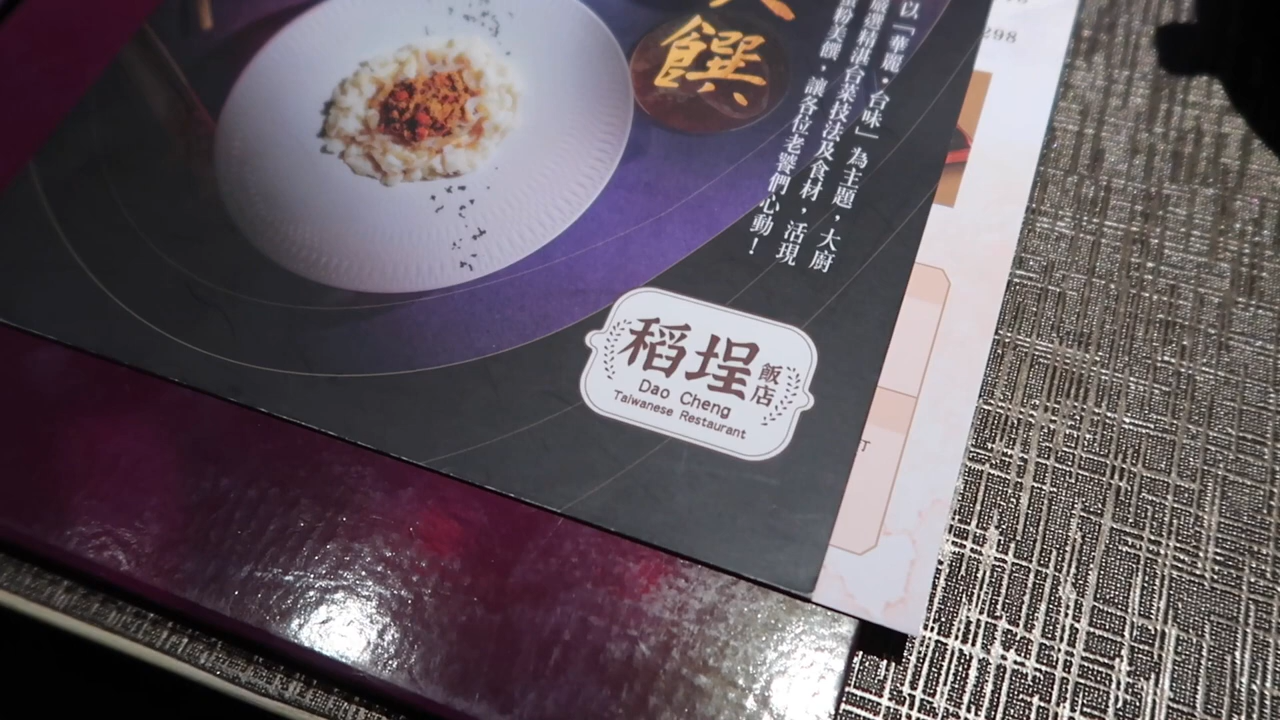 饌
以「華麗・台味」為主題，大廚
嚴選精湛台菜技法及食材，活現
粉美饌，讓各位老饕們心動！
298
稻埕
飯店
Dao Cheng
Taiwanese Restaurant